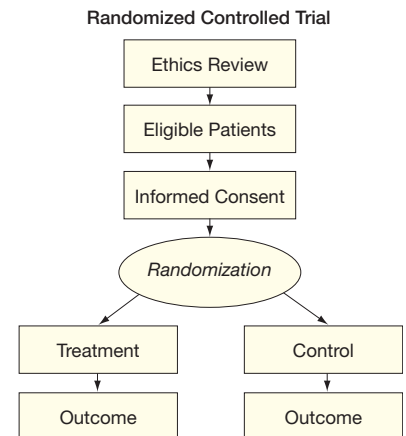 Randomized Controlled Trial
Ethics Review
Eligible Patients
Informed Consent
Randomization
Treatment
Control
Outcome
Outcome